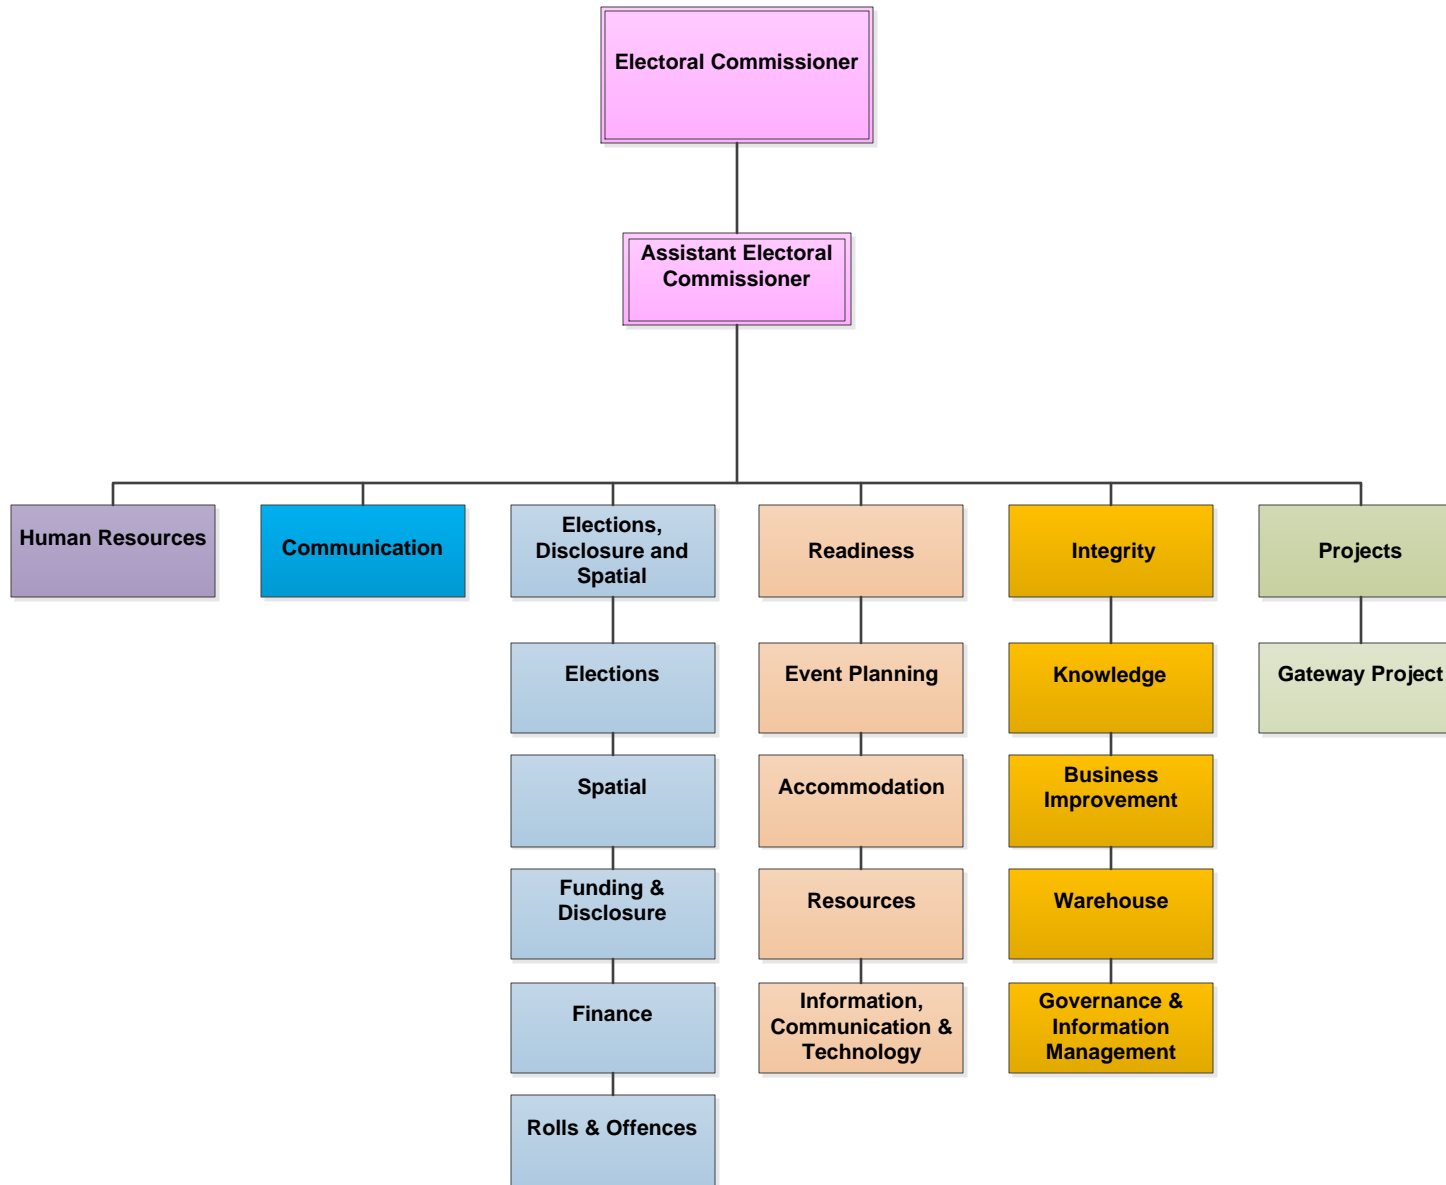 Electoral Commissioner
Assistant Electoral
Commissioner
Human Resources
Communication
Elections,
Disclosure and
Spatial
Readiness
Integrity
Projects
Elections
Event Planning
Knowledge
Gateway Project
Spatial
Accommodation
Business
Improvement
Funding &
Disclosure
Resources
Warehouse
Finance
Information,
Communication &
Technology
Governance &
Information
Management
Rolls & Offences